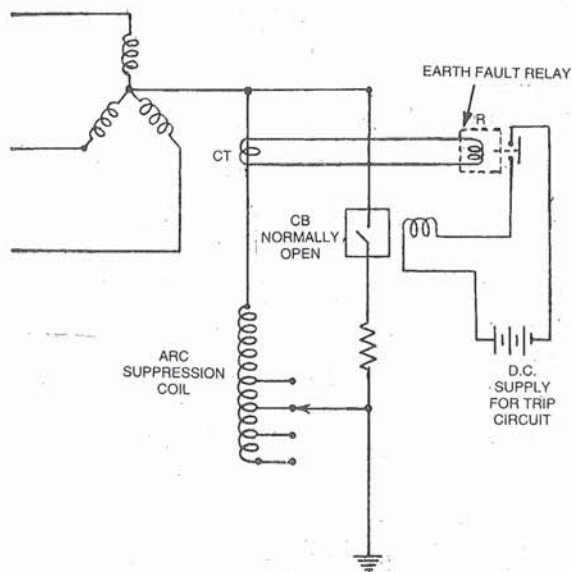 EARTH FAULT RELAY
R
CT
CB
NORMALLY
OPEN
ARC
SUPPRESSION
COIL
D.C.
SUPPLY
FOR TRIP
CIRCUIT